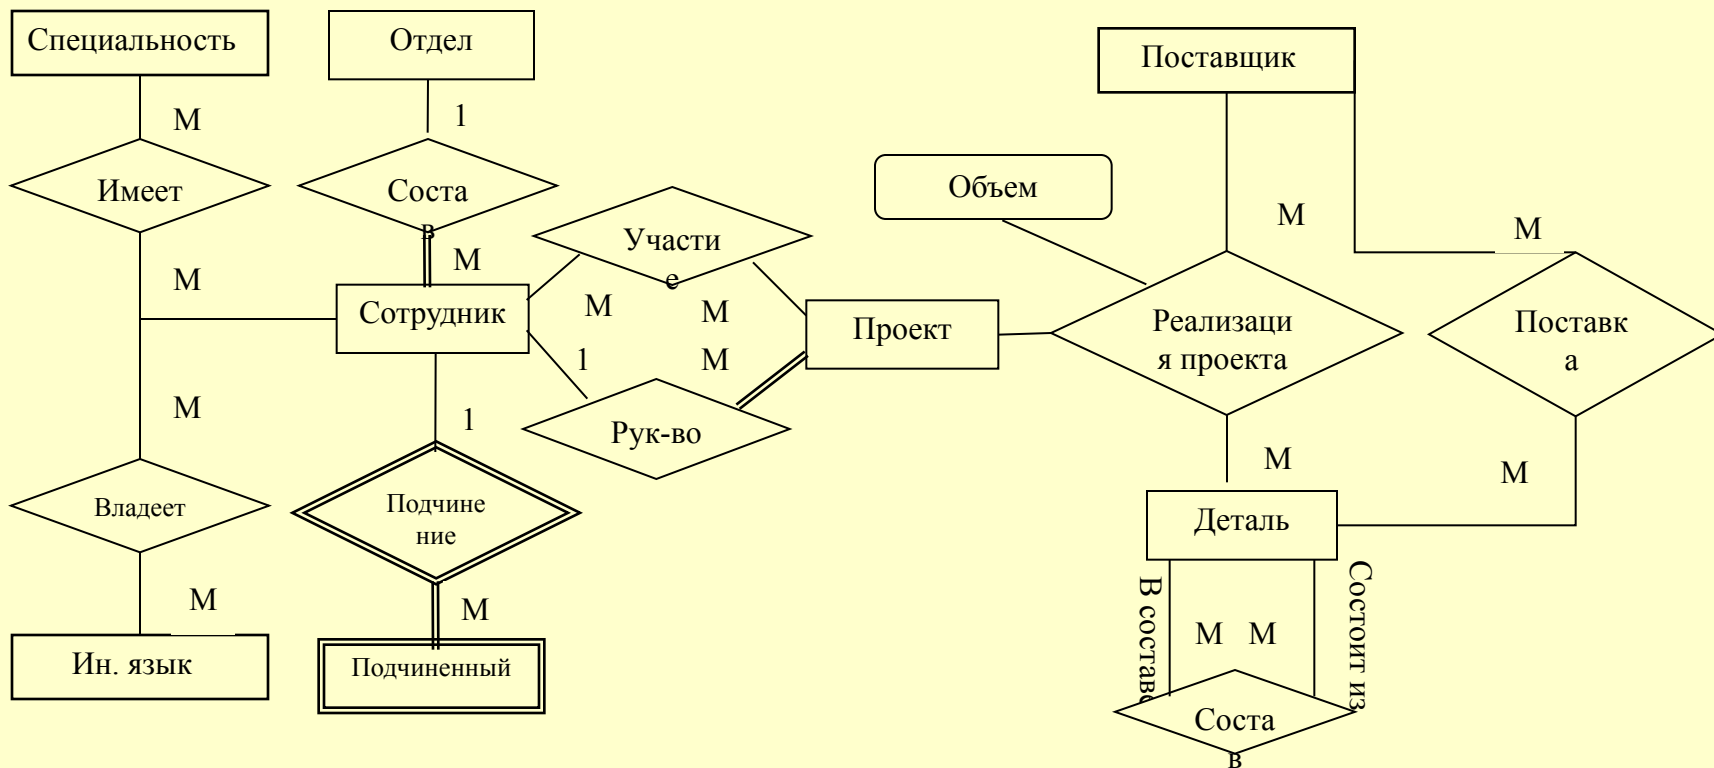 Специальность
Отдел
Поставщик
М
1
Имеет
Соста
в
Объем
М
М
Участи
е
М
М
М
М
Сотрудник
Проект
Реализаци
я проекта
Поставк
а
1
М
М
1
Рук-во
М
М
Владеет
Подчине
ние
Деталь
М
М
В составе
Состоит из
М М
Ин. язык
Подчиненный
Соста
в